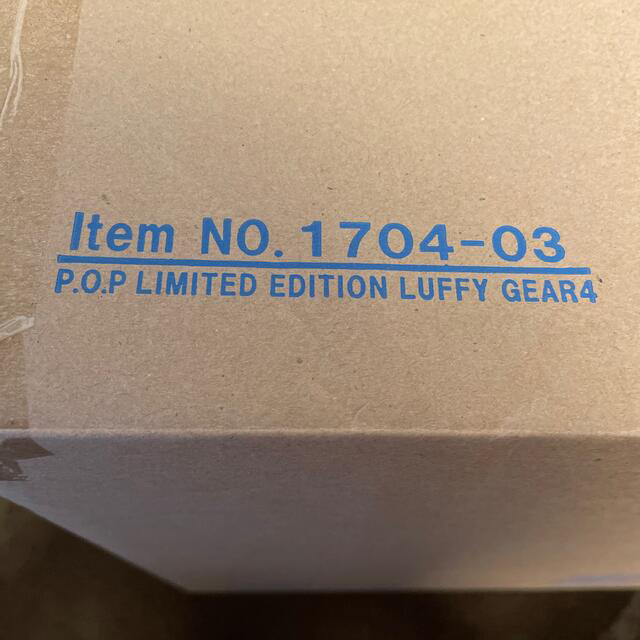 Item NO. 1704-03
P.O.P LIMITED EDITION LUFFY GEAR4